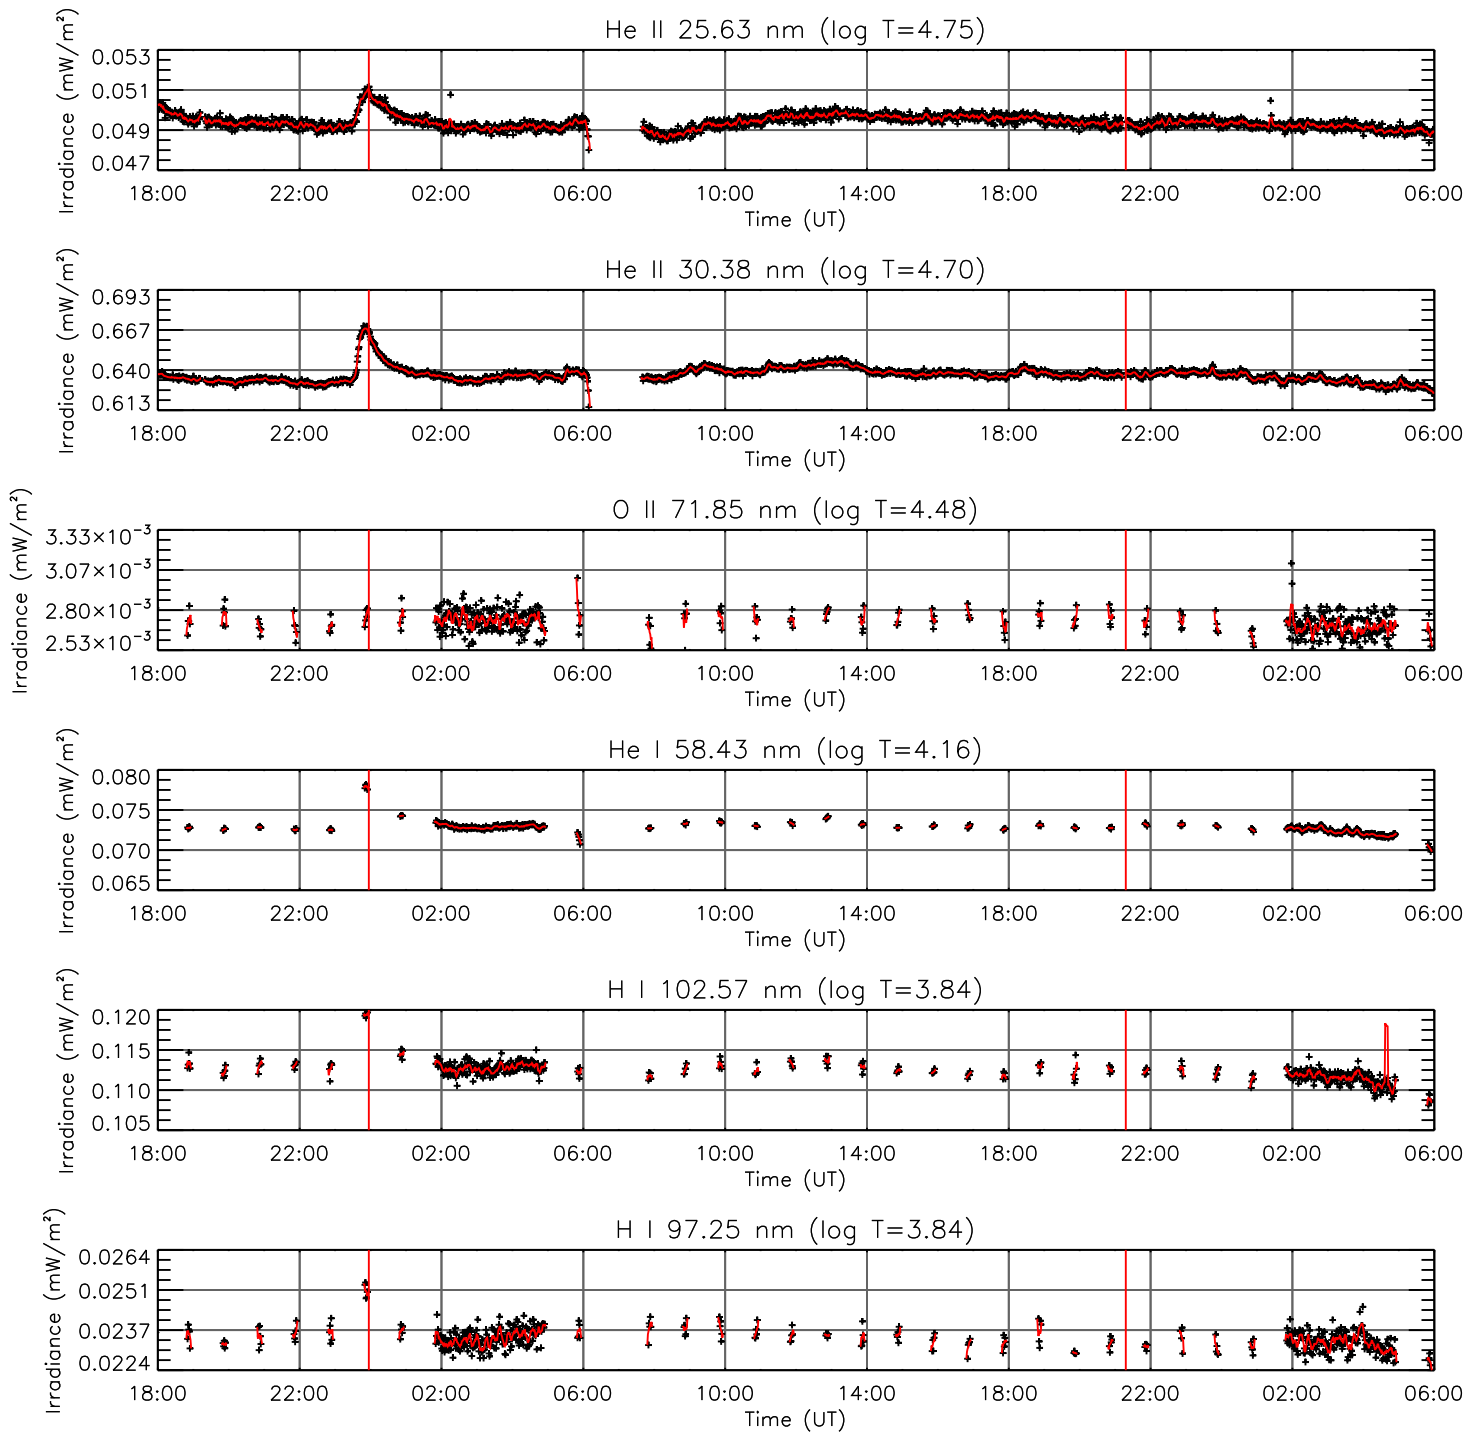 He II 25.63 nm (log T=4.75)
Irradiance (mW/m²)
0.053
0.051
0.049
0.047
18:00 22:00 02:00 06:00 10:00 14:00 18:00 22:00 02:00 06:00
Time (UT)
He II 30.38 nm (log T=4.70)
Irradiance (mW/m²)
0.693
0.667
0.640
0.613
18:00 22:00 02:00 06:00 10:00 14:00 18:00 22:00 02:00 06:00
Time (UT)
O II 71.85 nm (log T=4.48)
Irradiance (mW/m²)
3.33×10⁻³
3.07×10⁻³
2.80×10⁻³
2.53×10⁻³
18:00 22:00 02:00 06:00 10:00 14:00 18:00 22:00 02:00 06:00
Time (UT)
He I 58.43 nm (log T=4.16)
Irradiance (mW/m²)
0.080
0.075
0.070
0.065
18:00 22:00 02:00 06:00 10:00 14:00 18:00 22:00 02:00 06:00
Time (UT)
H I 102.57 nm (log T=3.84)
Irradiance (mW/m²)
0.120
0.115
0.110
0.105
18:00 22:00 02:00 06:00 10:00 14:00 18:00 22:00 02:00 06:00
Time (UT)
H I 97.25 nm (log T=3.84)
Irradiance (mW/m²)
0.0264
0.0251
0.0237
0.0224
18:00 22:00 02:00 06:00 10:00 14:00 18:00 22:00 02:00 06:00
Time (UT)